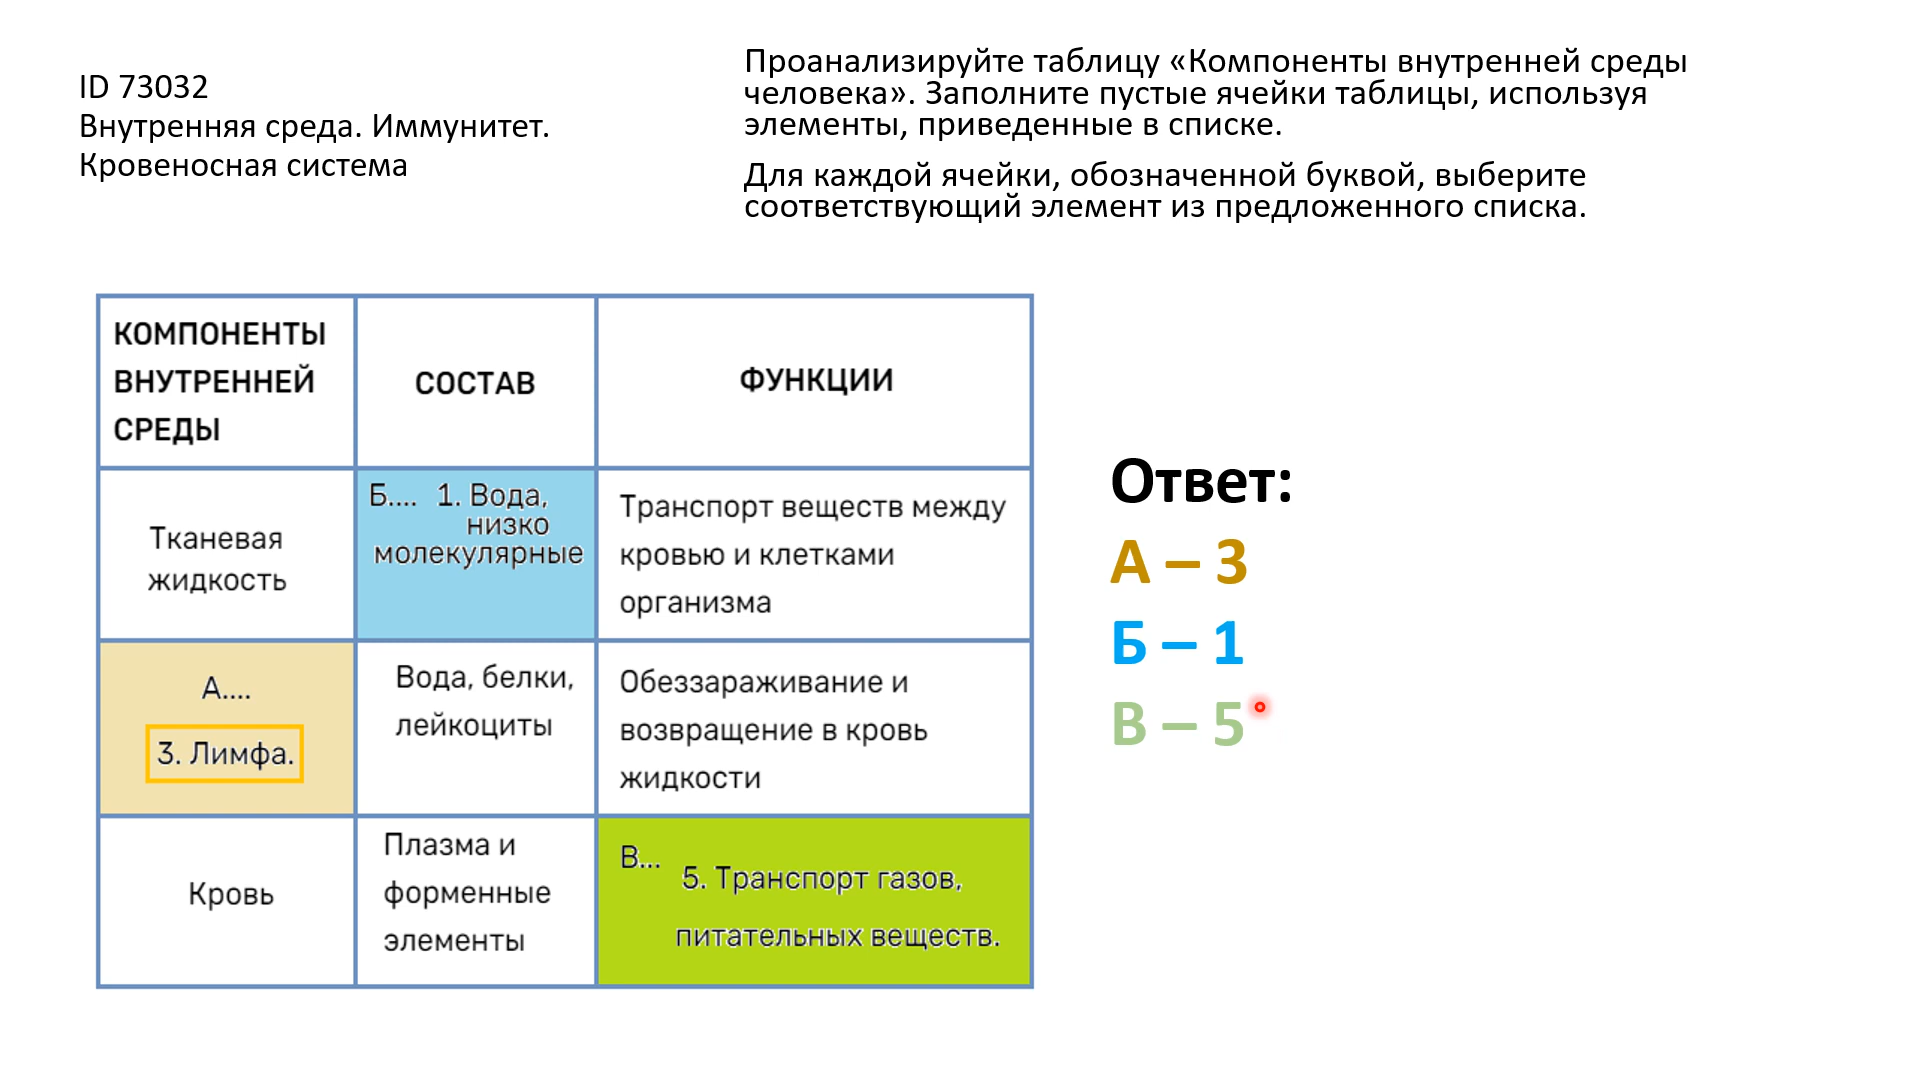 ID 73032
Внутренняя среда. Иммунитет.
Кровеносная система
Проанализируйте таблицу «Компоненты внутренней среды
человека». Заполните пустые ячейки таблицы, используя
элементы, приведенные в списке.
Для каждой ячейки, обозначенной буквой, выберите
соответствующий элемент из предложенного списка.
КОМПОНЕНТЫ
ВНУТРЕННЕЙ
СРЕДЫ
СОСТАВ
ФУНКЦИИ
Тканевая
жидкость
Б.... 1. Вода,
низко
молекулярные
Транспорт веществ между
кровью и клетками
организма
А....
3. Лимфа.
Вода, белки,
лейкоциты
Обеззараживание и
возвращение в кровь
жидкости
Кровь
Плазма и
форменные
элементы
В...
5. Транспорт газов,
питательных веществ.
Ответ:
А – 3
Б – 1
В – 5